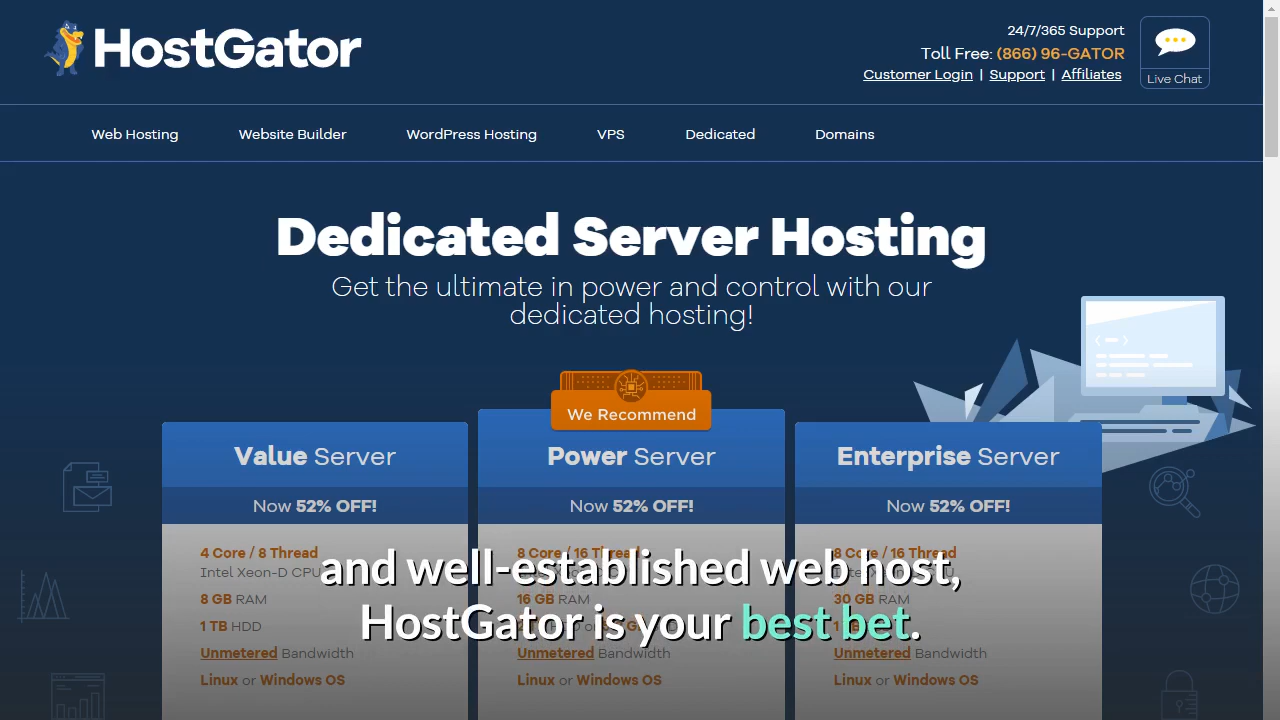 HostGator
24/7/365 Support
Toll Free: (866) 96-GATOR
Customer Login | Support | Affiliates
Live Chat
Web Hosting Website Builder WordPress Hosting VPS Dedicated Domains
Dedicated Server Hosting
Get the ultimate in power and control with our
dedicated hosting!
We Recommend
Value Server
Now 52% OFF!
4 Core / 8 Thread
Intel Xeon-D CPU
8 GB RAM
1 TB HDD
Unmetered Bandwidth
Linux or Windows OS
Power Server
Now 52% OFF!
8 Core / 16 Thread
16 GB RAM
Unmetered Bandwidth
Linux or Windows OS
Enterprise Server
Now 52% OFF!
8 Core / 16 Thread
30 GB RAM
Unmetered Bandwidth
Linux or Windows OS
and well-established web host,
HostGator is your best bet.